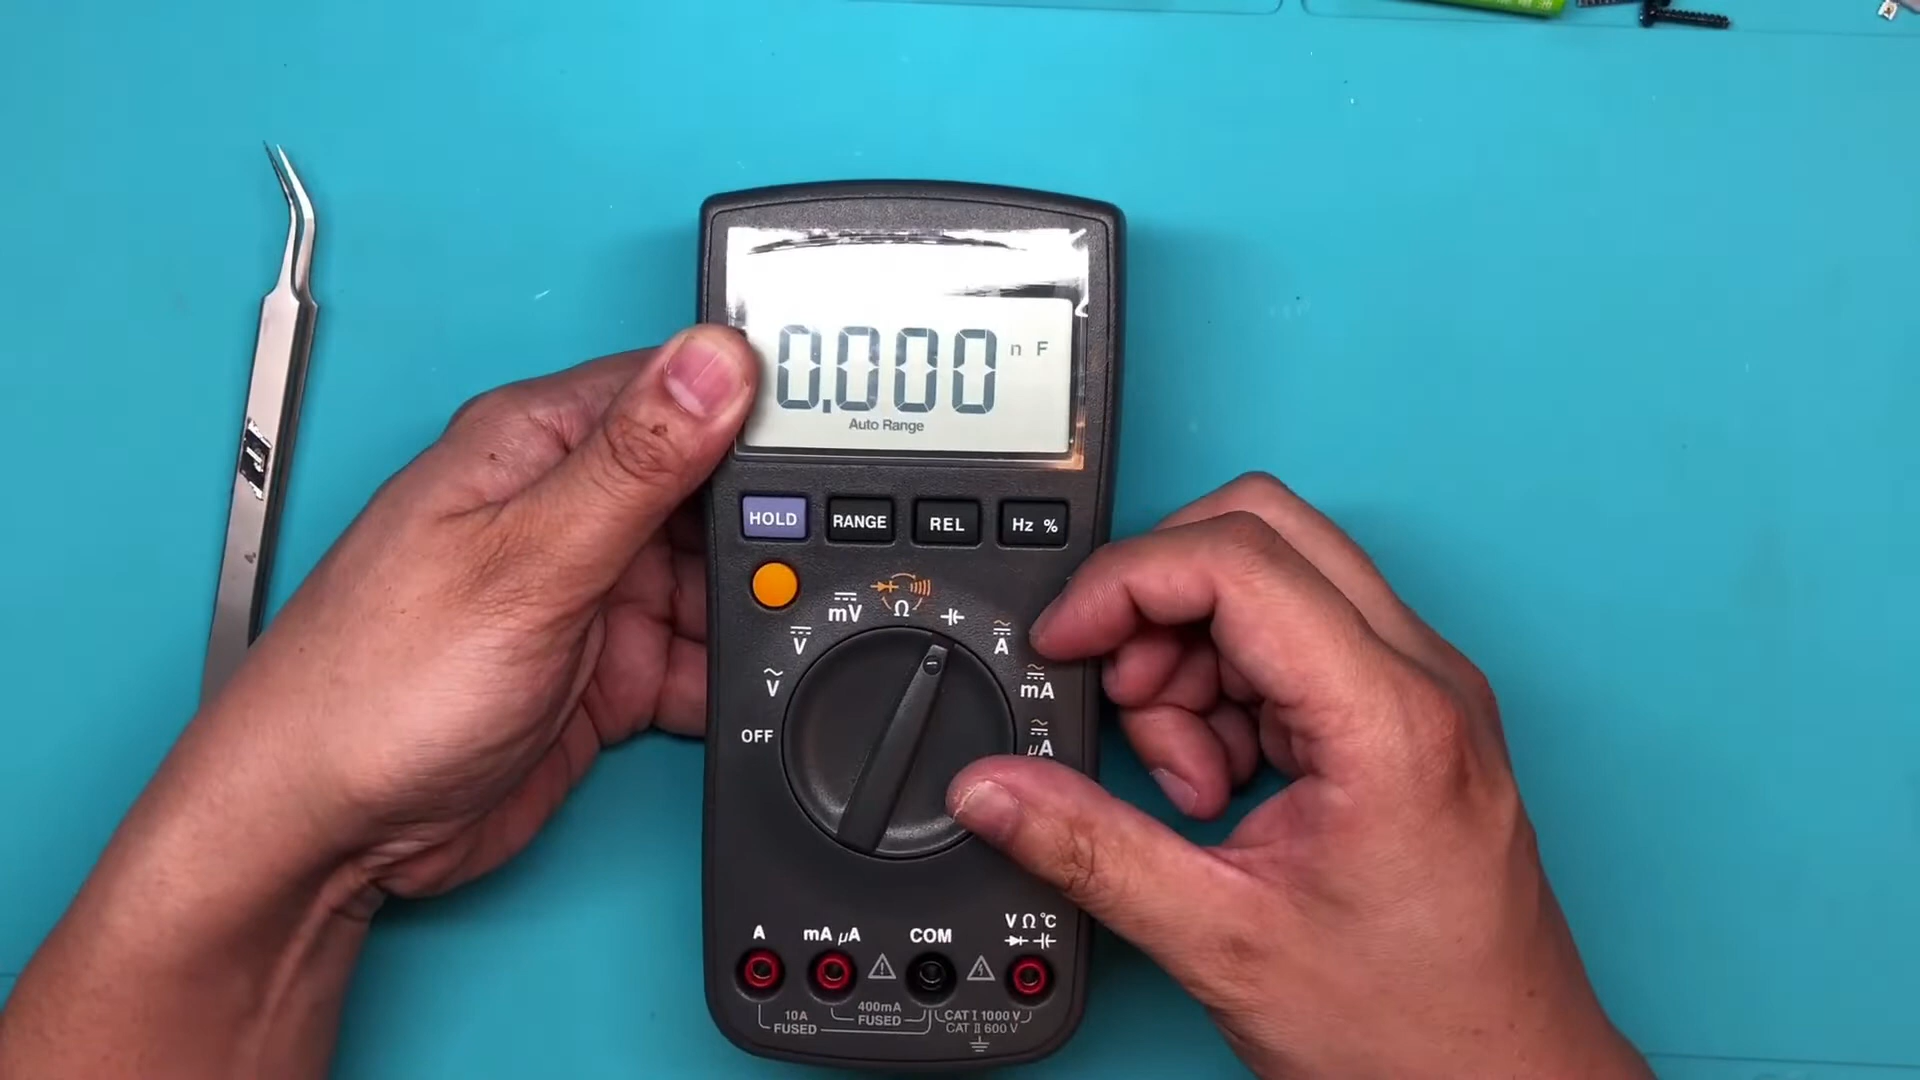 0.000 n F
Auto Range
HOLD RANGE REL Hz %
mV Ω
V A
V mA
OFF μA
A mA μA COM V Ω °C
10A FUSED
400mA FUSED
CAT I 1000 V
CAT II 600 V